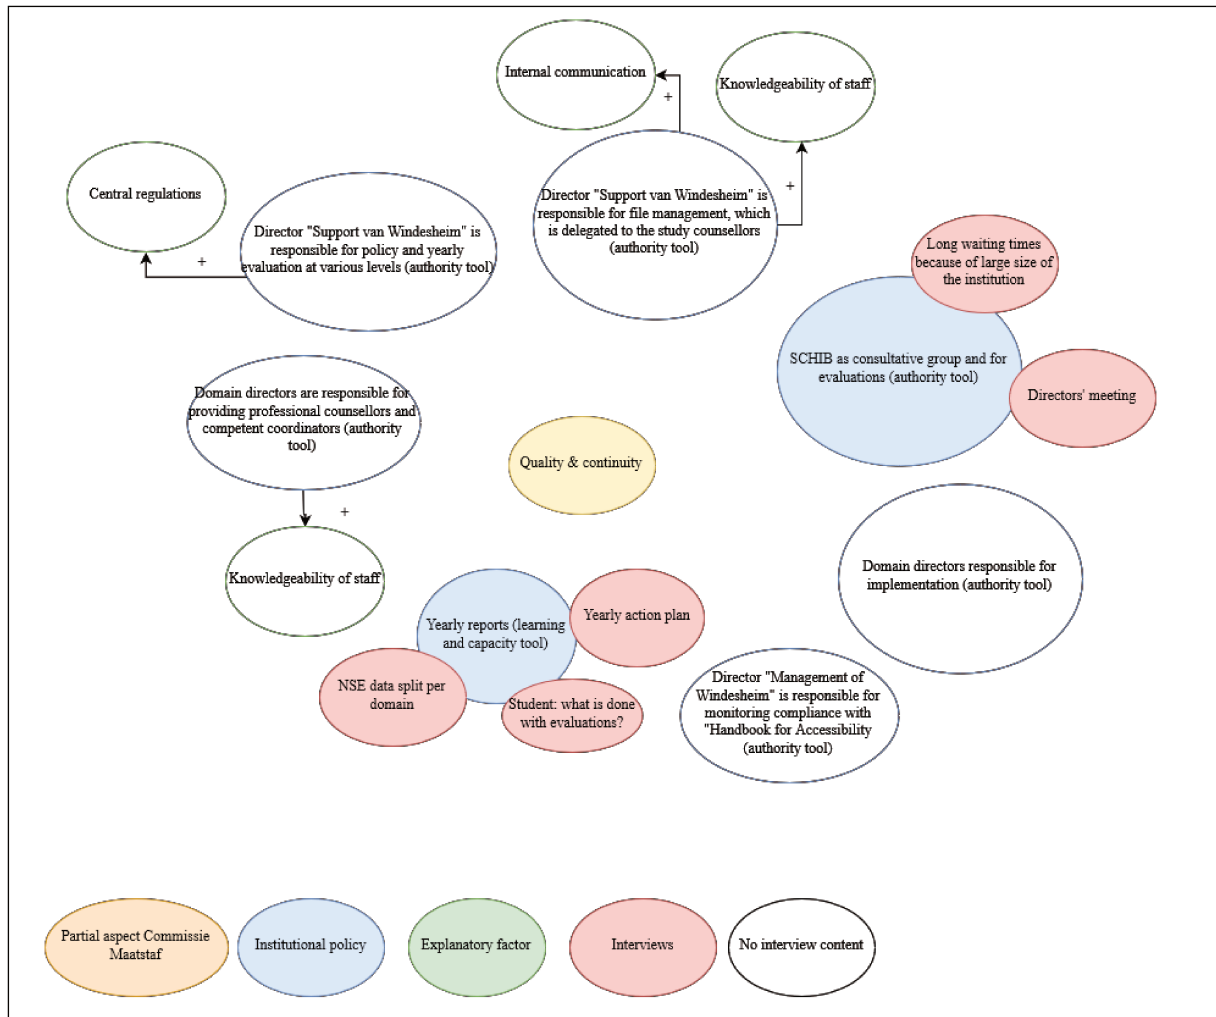 Internal communication
+
Knowledgeability of staff
+
Central regulations
+
Director "Support van Windesheim" is
responsible for policy and yearly
evaluation at various levels (authority
tool)
Director "Support van Windesheim" is
responsible for file management, which
is delegated to the study counsellors
(authority tool)
Long waiting times
because of large size of
the institution
SCHIB as consultative group and for
evaluations (authority tool)
Directors' meeting
Domain directors are responsible for
providing professional counsellors and
competent coordinators (authority
tool)
+
Knowledgeability of staff
Quality & continuity
Domain directors responsible for
implementation (authority tool)
Yearly reports (learning
and capacity tool)
Yearly action plan
NSE data split per
domain
Student: what is done
with evaluations?
Director "Management of
Windesheim" is responsible for
monitoring compliance with
"Handbook for Accessibility
(authority tool)
Partial aspect Commissie
Maatstaf
Institutional policy
Explanatory factor
Interviews
No interview content